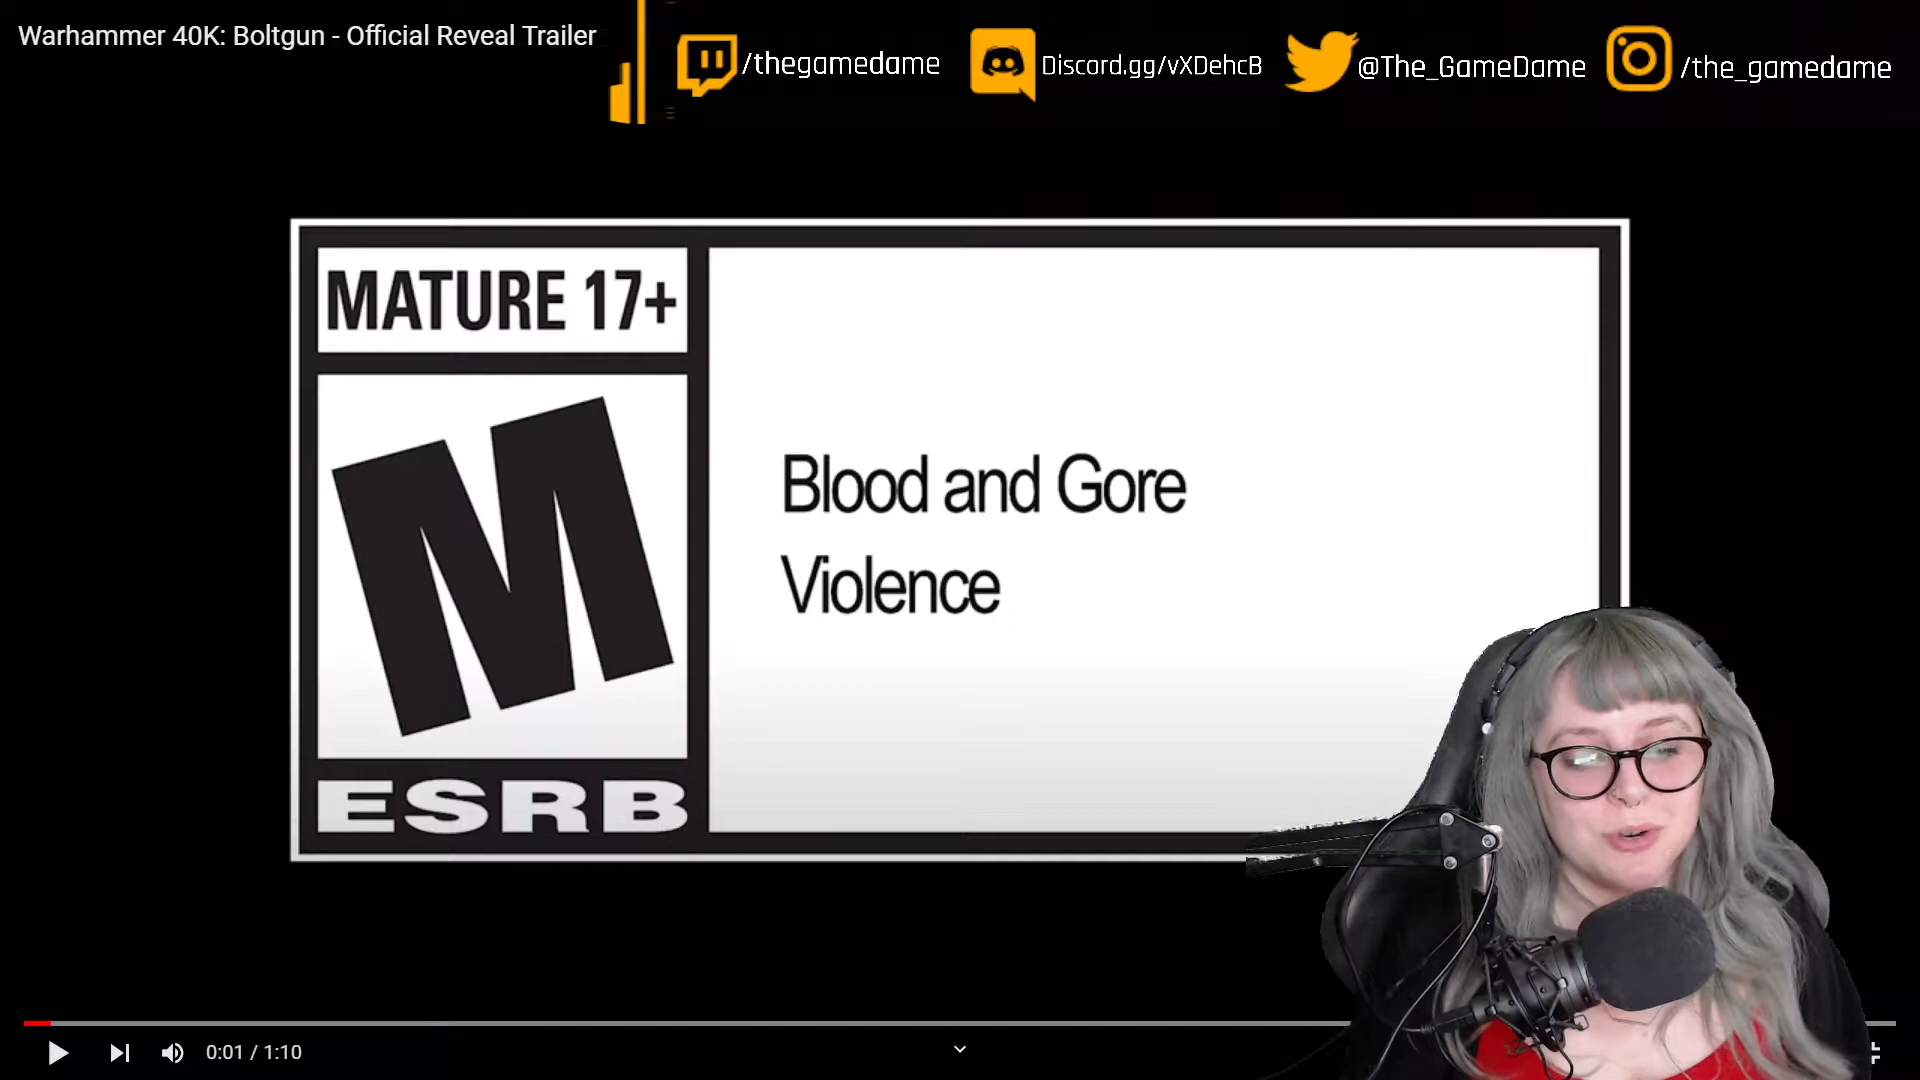 Warhammer 40K: Boltgun - Official Reveal Trailer
/thegamedame
Discord.gg/vXDehcB
@The_GameDame
/the_gamedame
MATURE 17+
M
ESRB
Blood and Gore
Violence
0:01 / 1:10